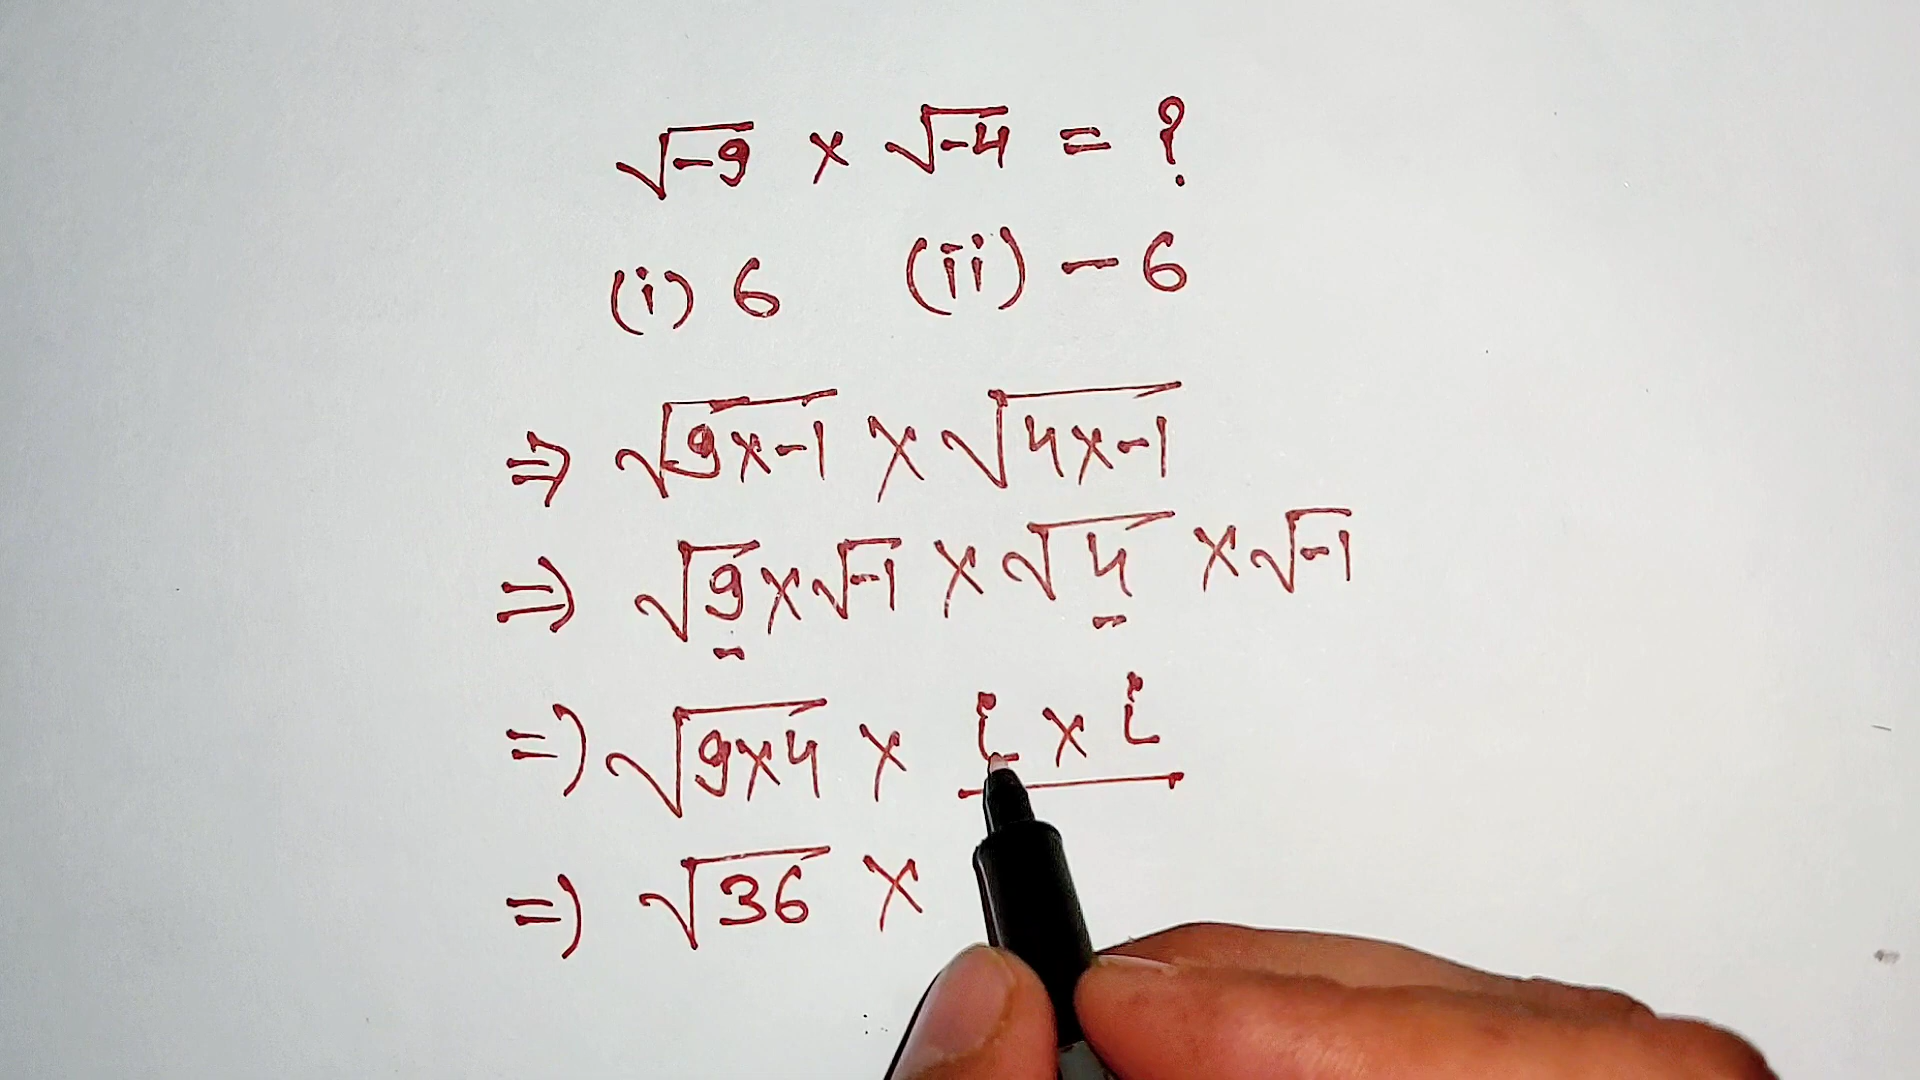 √-9 × √-4 = ?
(i) 6 (ii) - 6
⇒ √9×-1 × √4×-1
⇒ √9 × √-1 × √4 × √-1
⇒ √9×4 × i × i
⇒ √36 ×